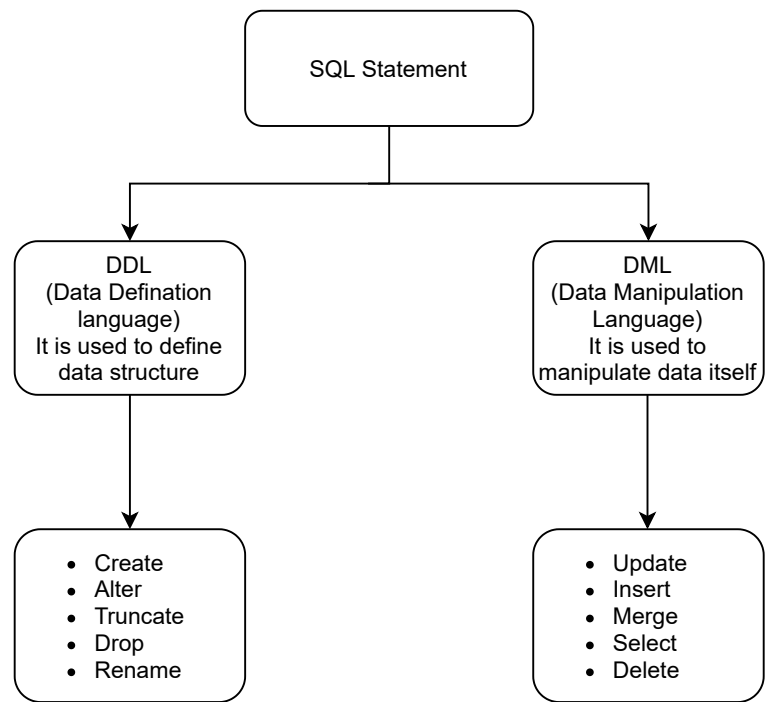 SQL Statement
DDL
(Data Defination
language)
It is used to define
data structure
DML
(Data Manipulation
Language)
It is used to
manipulate data itself
Create
Alter
Truncate
Drop
Rename
Update
Insert
Merge
Select
Delete